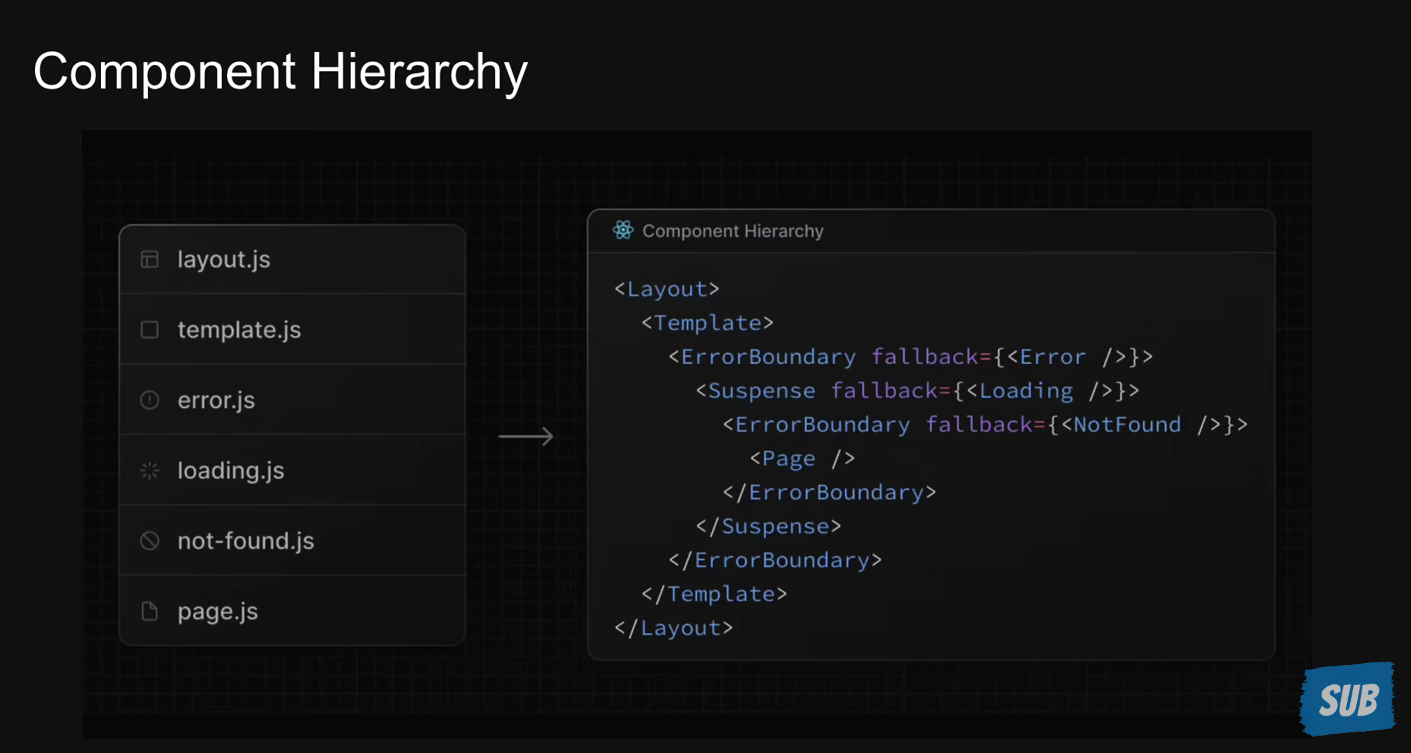 Component Hierarchy
layout.js
template.js
error.js
loading.js
not-found.js
page.js
Component Hierarchy
<Layout>
<Template>
<ErrorBoundary fallback={<Error />}>
<Suspense fallback={<Loading />}>
<ErrorBoundary fallback={<NotFound />}>
<Page />
</ErrorBoundary>
</Suspense>
</ErrorBoundary>
</Template>
</Layout>
SUB